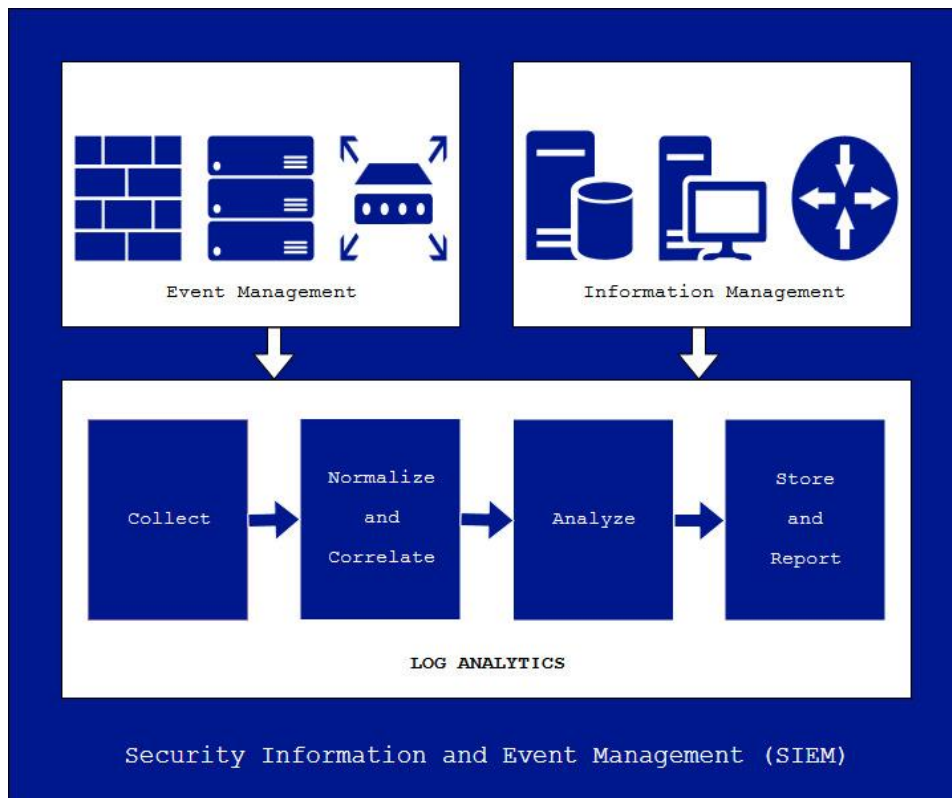 Event Management
Information Management
Collect
Normalize
and
Correlate
Analyze
Store
and
Report
LOG ANALYTICS
Security Information and Event Management (SIEM)